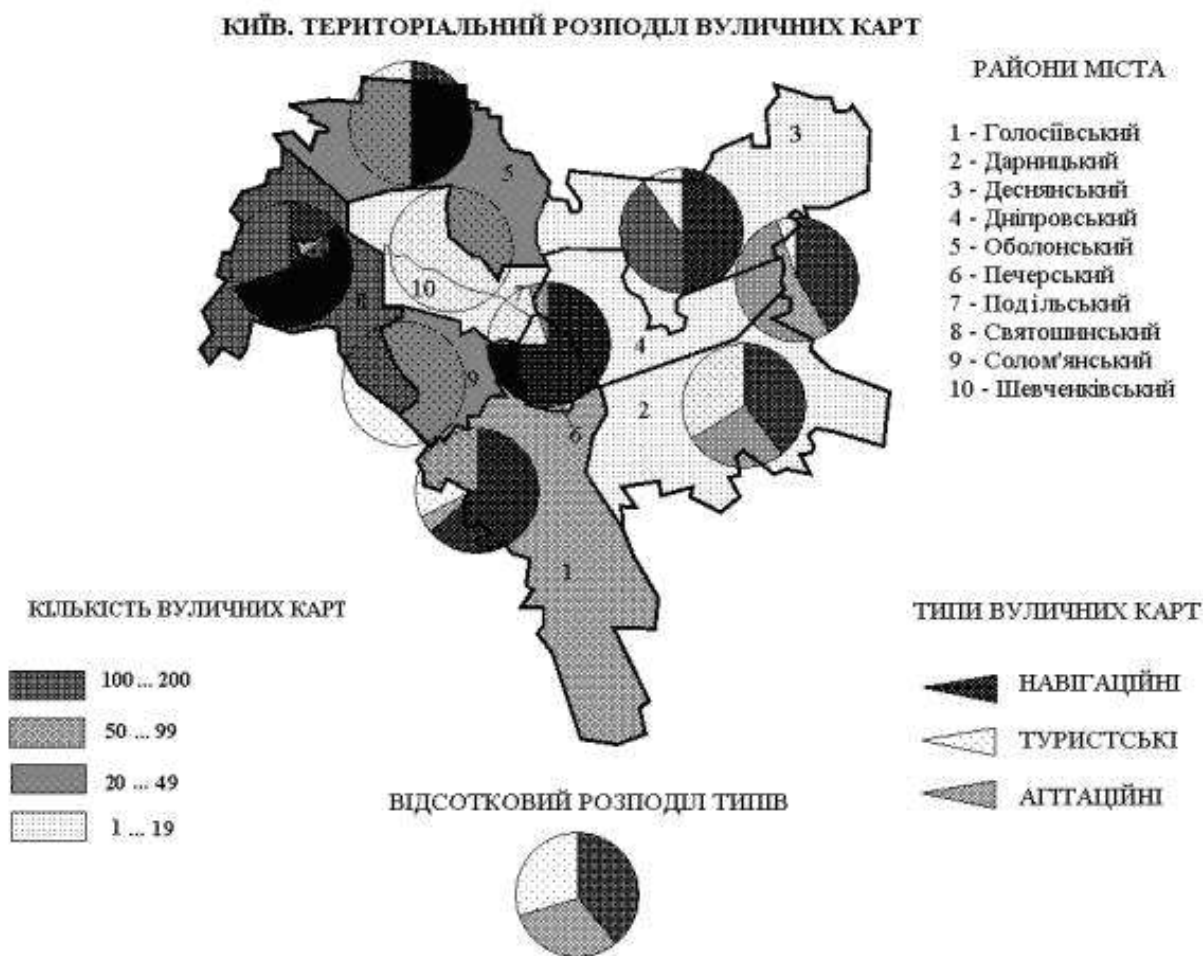 КИЇВ. ТЕРИТОРІАЛЬНИЙ РОЗПОДІЛ ВУЛИЧНИХ КАРТ
РАЙОНИ МІСТА
1 - Голосіївський
2 - Дарницький
3 - Деснянський
4 - Дніпровський
5 - Оболонський
6 - Печерський
7 - Подільський
8 - Святошинський
9 - Солом'янський
10 - Шевченківський
3
5
8
10
7
4
9
2
6
1
КІЛЬКІСТЬ ВУЛИЧНИХ КАРТ
100 ... 200
50 ... 99
20 ... 49
1 ... 19
ТИПИ ВУЛИЧНИХ КАРТ
НАВІГАЦІЙНІ
ТУРИСТСЬКІ
АГІТАЦІЙНІ
ВІДСОТКОВИЙ РОЗПОДІЛ ТИПІВ